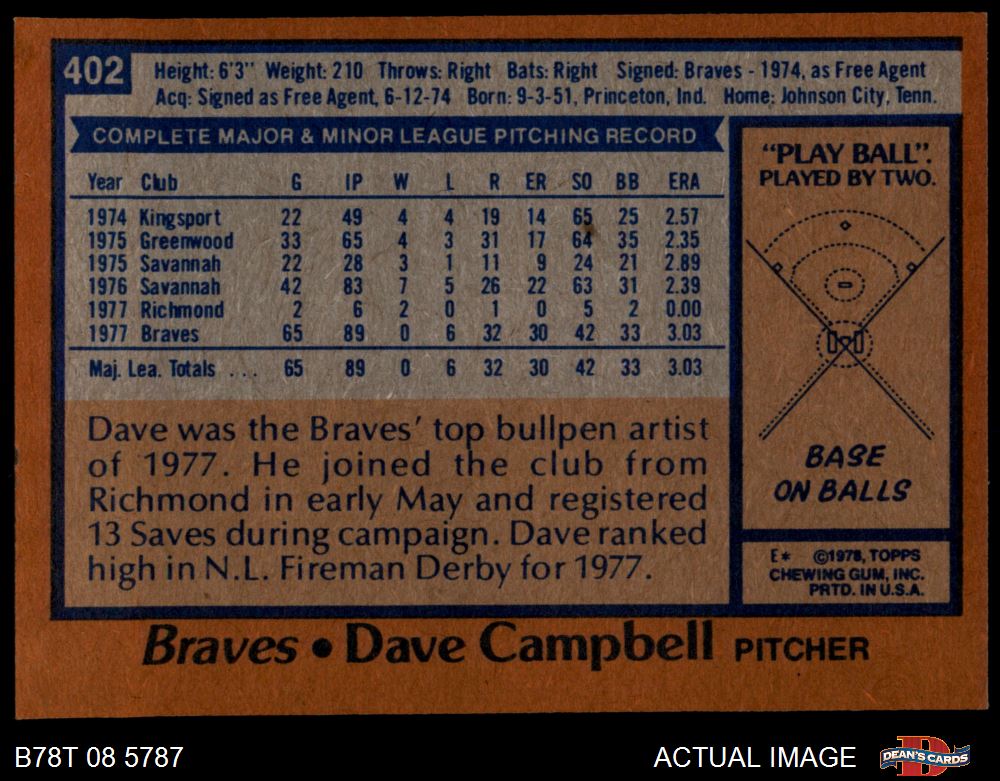 402
Height: 6'3" Weight: 210 Throws: Right Bats: Right Signed: Braves - 1974, as Free Agent
Acq: Signed as Free Agent, 6-12-74 Born: 9-3-51, Princeton, Ind. Home: Johnson City, Tenn.
COMPLETE MAJOR & MINOR LEAGUE PITCHING RECORD
Year Club G IP W L R ER SO BB ERA
1974 Kingsport 22 49 4 4 19 14 65 25 2.57
1975 Greenwood 33 65 4 3 31 17 64 35 2.35
1975 Savannah 22 28 3 1 11 9 24 21 2.89
1976 Savannah 42 83 7 5 26 22 63 31 2.39
1977 Richmond 2 6 2 0 1 0 5 2 0.00
1977 Braves 65 89 0 6 32 30 42 33 3.03
Maj. Lea. Totals ... 65 89 0 6 32 30 42 33 3.03
Dave was the Braves' top bullpen artist
of 1977. He joined the club from
Richmond in early May and registered
13 Saves during campaign. Dave ranked
high in N.L. Fireman Derby for 1977.
"PLAY BALL".
PLAYED BY TWO.
BASE
ON BALLS
E* ©1978, TOPPS
CHEWING GUM, INC.
PRTD. IN U.S.A.
Braves • Dave Campbell PITCHER
B78T 08 5787
ACTUAL IMAGE
DEAN'S CARDS